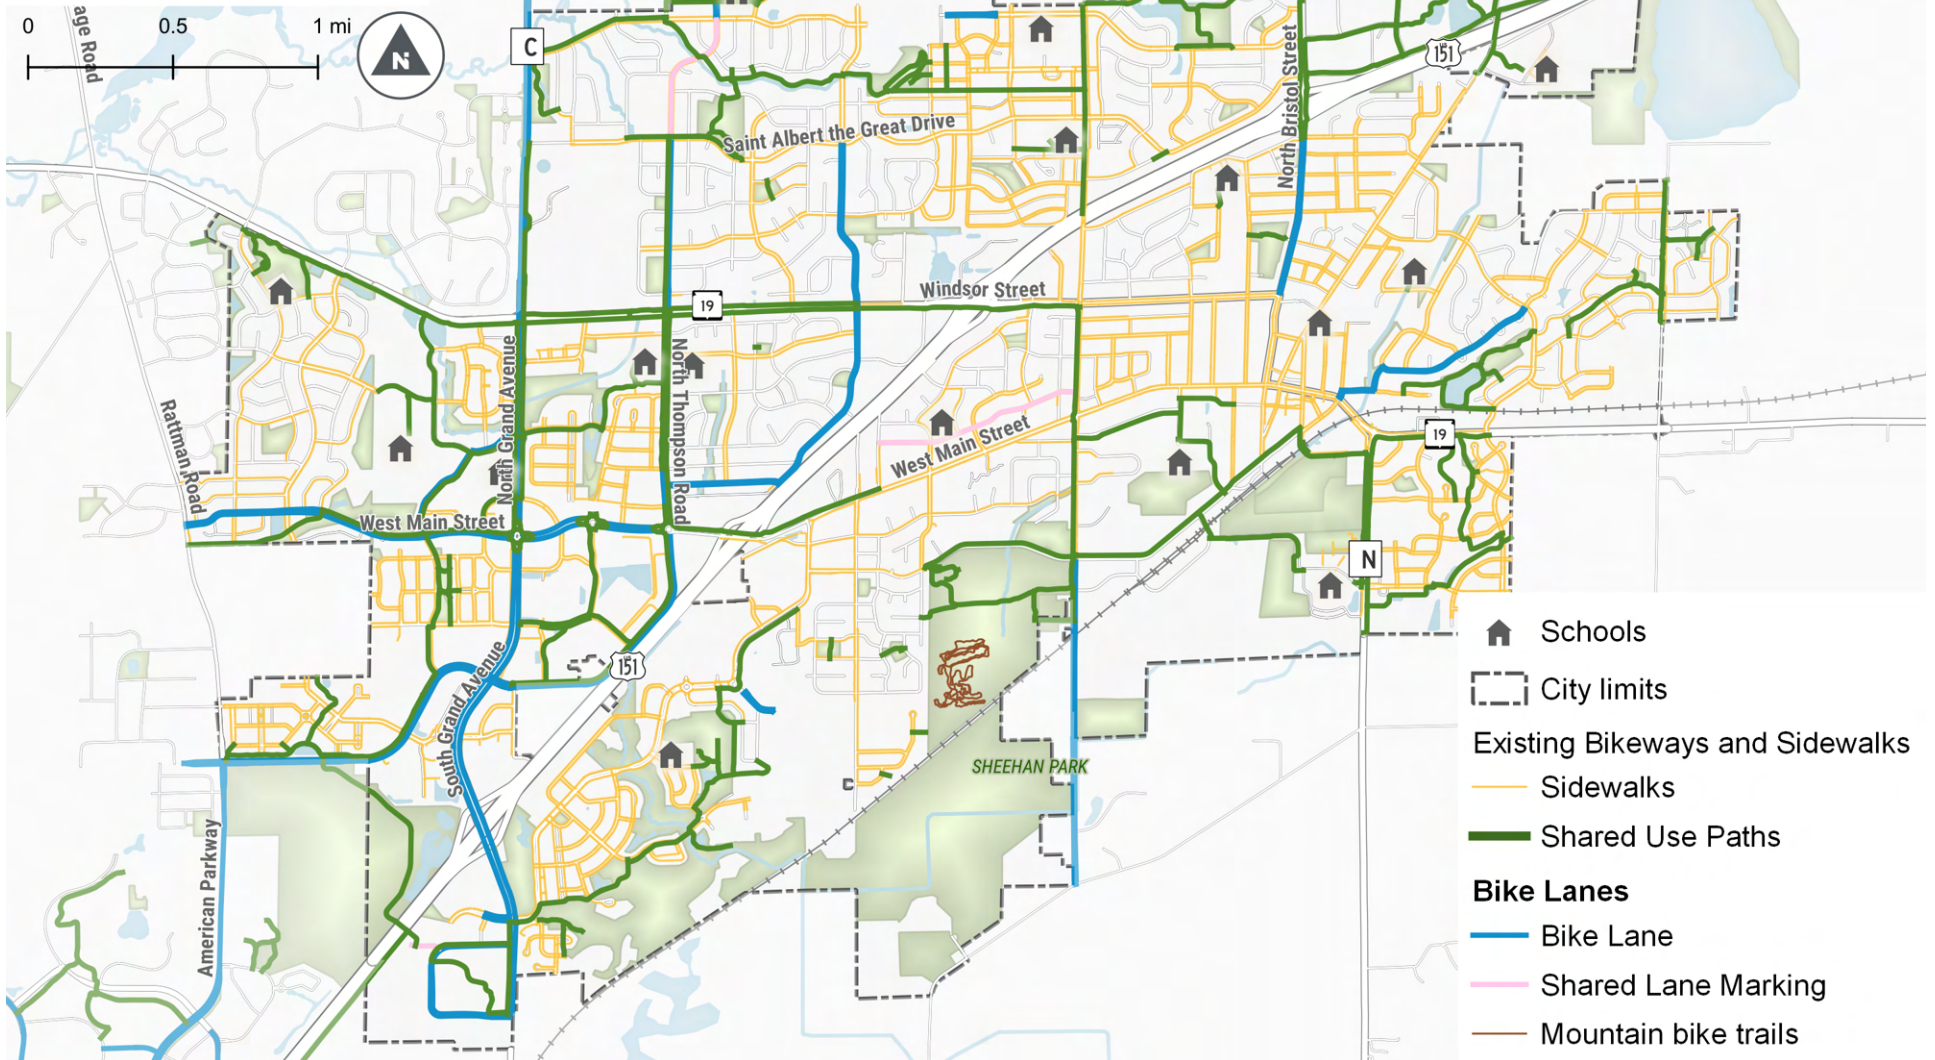 0 0.5 1 mi
N
age Road
C
151
North Bristol Street
Saint Albert the Great Drive
Windsor Street
19
North Grand Avenue
North Thompson Road
Rattman Road
West Main Street
19
West Main Street
N
151
South Grand Avenue
SHEEHAN PARK
American Parkway
Schools
City limits
Existing Bikeways and Sidewalks
Sidewalks
Shared Use Paths
Bike Lanes
Bike Lane
Shared Lane Marking
Mountain bike trails